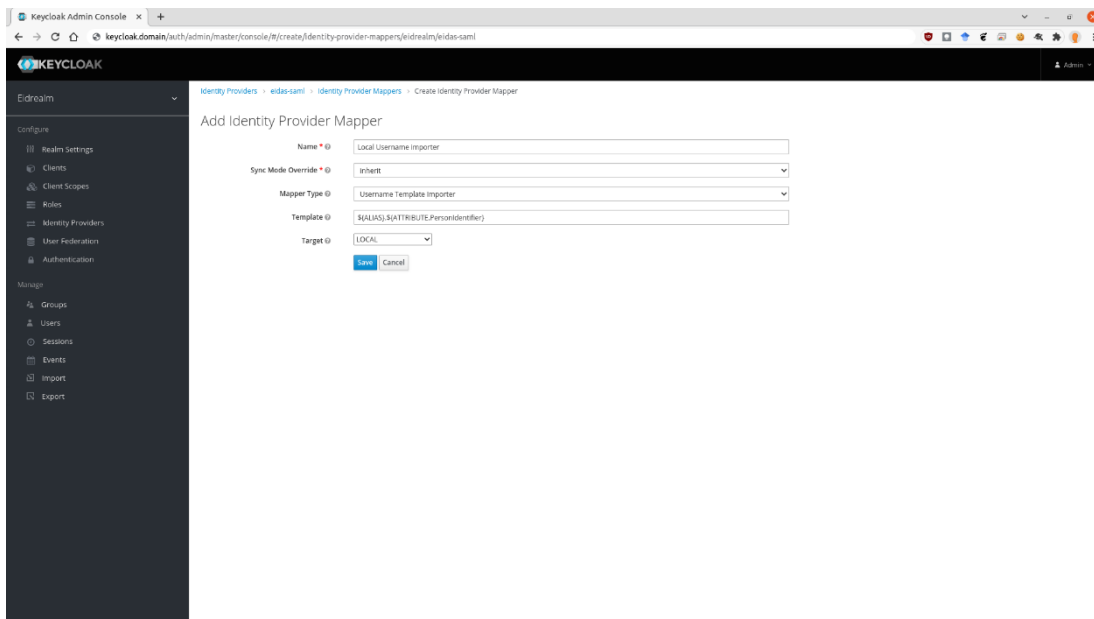 Keycloak Admin Console
keycloak.domain/auth/admin/master/console/#/create/identity-provider-mappers/eidrealm/eidas-saml
KEYCLOAK
Admin
Eidrealm
Identity Providers > eidas-saml > Identity Provider Mappers > Create Identity Provider Mapper
Add Identity Provider Mapper
Configure
Realm Settings
Clients
Client Scopes
Roles
Identity Providers
User Federation
Authentication
Manage
Groups
Users
Sessions
Events
Import
Export
Name * Local Username Importer
Sync Mode Override * Inherit
Mapper Type Username Template Importer
Template ${ALIAS}.${ATTRIBUTE.PersonIdentifier}
Target LOCAL
Save Cancel